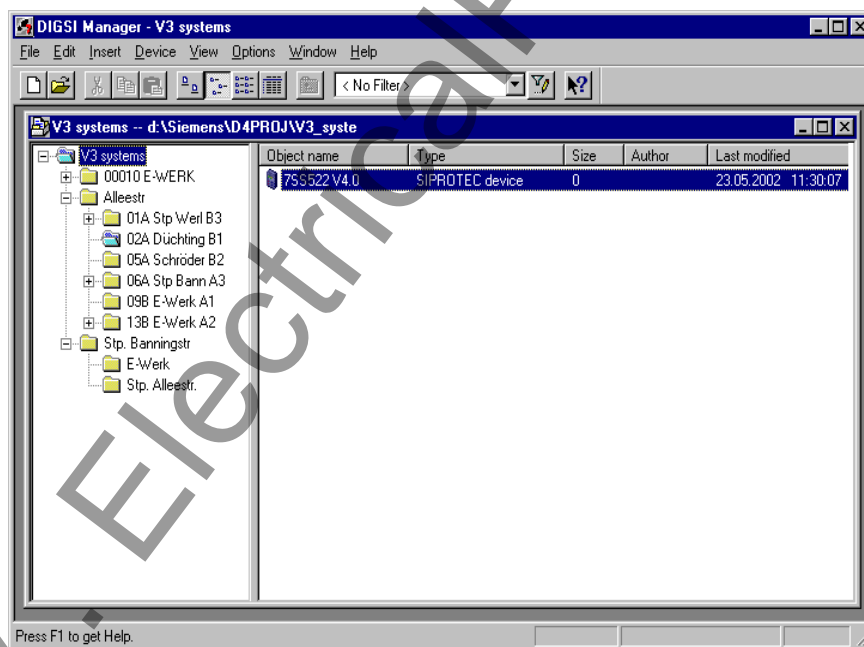 DIGSI Manager - V3 systems
File Edit Insert Device View Options Window Help
< No Filter >
V3 systems -- d:\Siemens\D4PROJ\V3_syste
V3 systems
00010 E-WERK
Alleestr
01A Stp Werl B3
02A Düchting B1
05A Schröder B2
06A Stp Bann A3
09B E-Werk A1
13B E-Werk A2
Stp. Banningstr
E-Werk
Stp. Alleestr.
Object name Type Size Author Last modified
7SS522 V4.0 SIPROTEC device 0 23.05.2002 11:30:07
Press F1 to get Help.